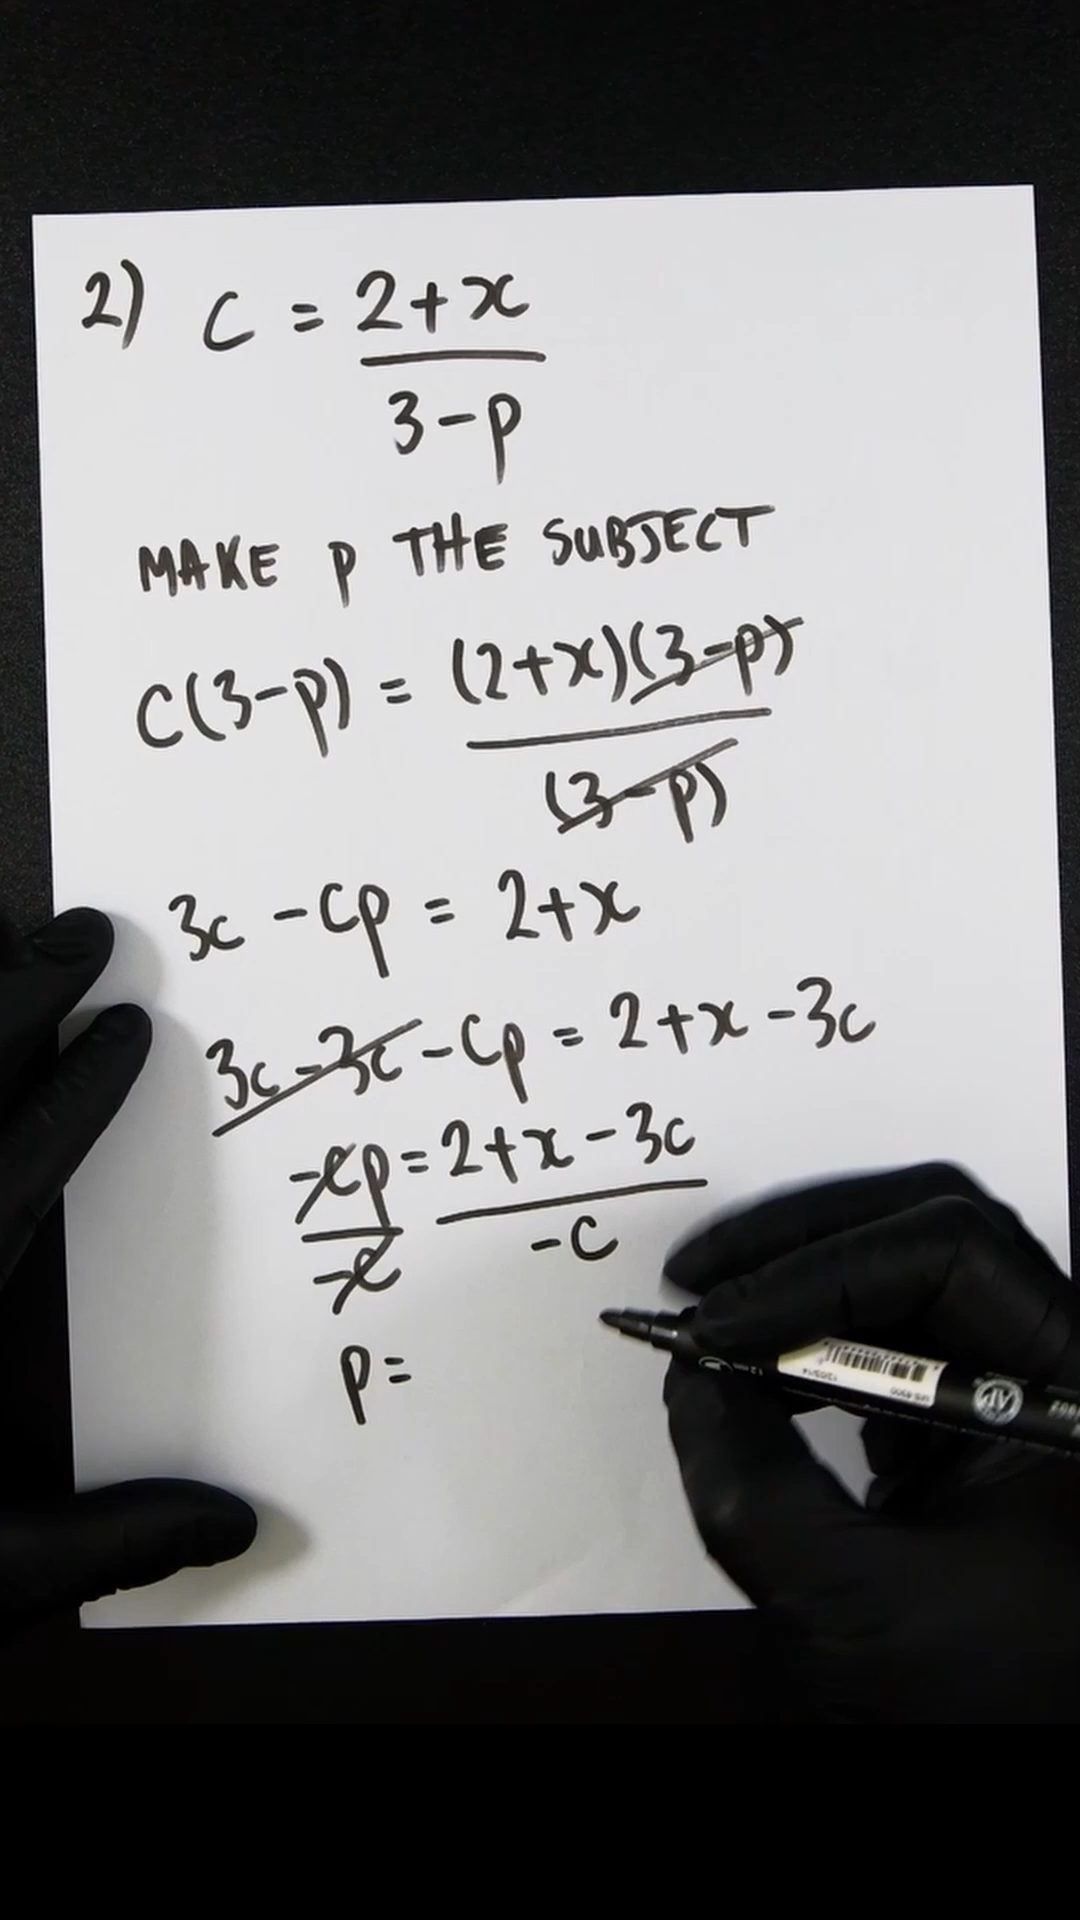 2) C = 2+x
3-p
MAKE p THE SUBJECT
C(3-p) = (2+x)(3-p)
(3-p)
3c - cp = 2+x
3c - 3c - cp = 2+x - 3c
-cp = 2+x - 3c
-c -c
p =
AP